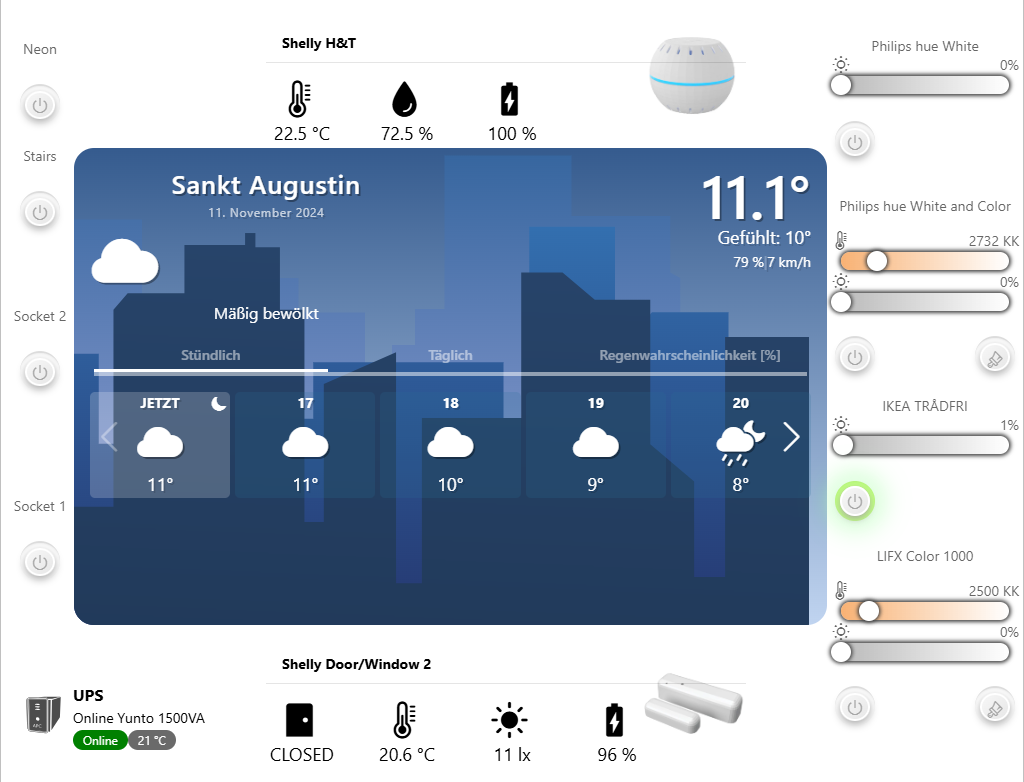 Neon
Stairs
Socket 2
Socket 1
Shelly H&T
22.5 °C
72.5 %
100 %
Sankt Augustin
11. November 2024
11.1°
Gefühlt: 10°
79 % 7 km/h
Mäßig bewölkt
Stündlich
Täglich
Regenwahrscheinlichkeit [%]
JETZT
17
18
19
20
11°
11°
10°
9°
8°
Shelly Door/Window 2
CLOSED
20.6 °C
11 lx
96 %
APC
UPS
Online Yunto 1500VA
Online
21 °C
Philips hue White
0%
Philips hue White and Color
2732 KK
0%
IKEA TRÅDFRI
1%
LIFX Color 1000
2500 KK
0%